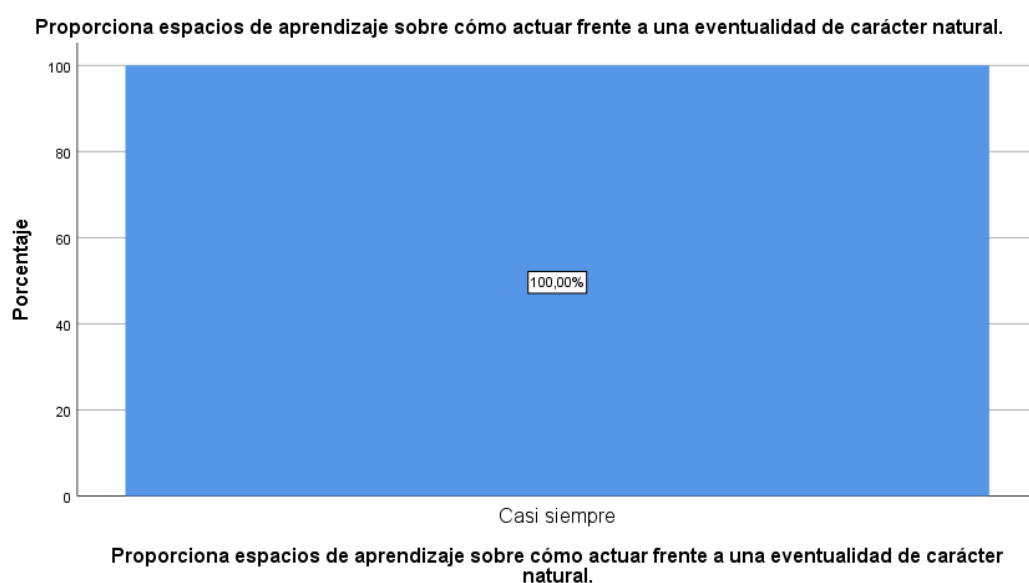 Proporciona espacios de aprendizaje sobre cómo actuar frente a una eventualidad de carácter natural.
100
80
60
40
20
0
Porcentaje
100,00%
Casi siempre
Proporciona espacios de aprendizaje sobre cómo actuar frente a una eventualidad de carácter
natural.